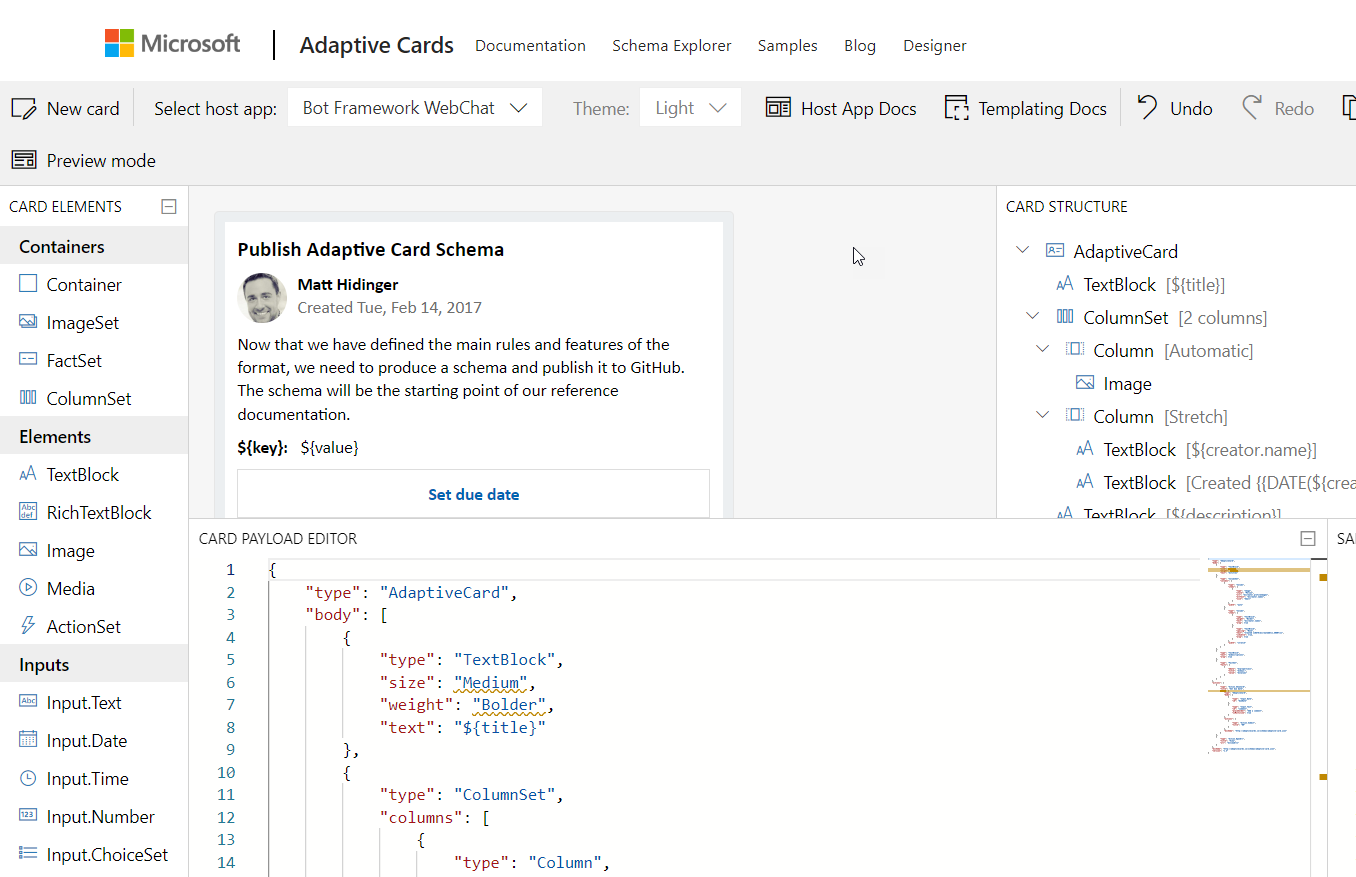 Microsoft
Adaptive Cards
Documentation
Schema Explorer
Samples
Blog
Designer
New card
Select host app:
Bot Framework WebChat
Theme:
Light
Host App Docs
Templating Docs
Undo
Redo
Preview mode
CARD ELEMENTS
Containers
Container
ImageSet
FactSet
ColumnSet
Elements
TextBlock
RichTextBlock
Image
Media
ActionSet
Inputs
Input.Text
Input.Date
Input.Time
Input.Number
Input.ChoiceSet
Publish Adaptive Card Schema
Matt Hidinger
Created Tue, Feb 14, 2017
Now that we have defined the main rules and features of the
format, we need to produce a schema and publish it to GitHub.
The schema will be the starting point of our reference
documentation.
${key}: ${value}
Set due date
CARD STRUCTURE
AdaptiveCard
TextBlock [${title}]
ColumnSet [2 columns]
Column [Automatic]
Image
Column [Stretch]
TextBlock [${creator.name}]
TextBlock [Created {{DATE(${crea
TextBlock [${description}]
CARD PAYLOAD EDITOR
SA
1 {
2 "type": "AdaptiveCard",
3 "body": [
4 {
5 "type": "TextBlock",
6 "size": "Medium",
7 "weight": "Bolder",
8 "text": "${title}"
9 },
10 {
11 "type": "ColumnSet",
12 "columns": [
13 {
14 "type": "Column",